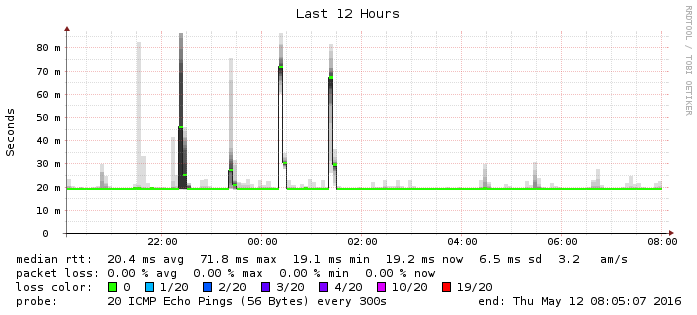 Last 12 Hours
RRDTOOL / TOBI OETIKER
Seconds
80 m
70 m
60 m
50 m
40 m
30 m
20 m
10 m
0
22:00 00:00 02:00 04:00 06:00 08:00
median rtt: 20.4 ms avg 71.8 ms max 19.1 ms min 19.2 ms now 6.5 ms sd 3.2 am/s
packet loss: 0.00 % avg 0.00 % max 0.00 % min 0.00 % now
loss color: 0 1/20 2/20 3/20 4/20 10/20 19/20
probe: 20 ICMP Echo Pings (56 Bytes) every 300s end: Thu May 12 08:05:07 2016